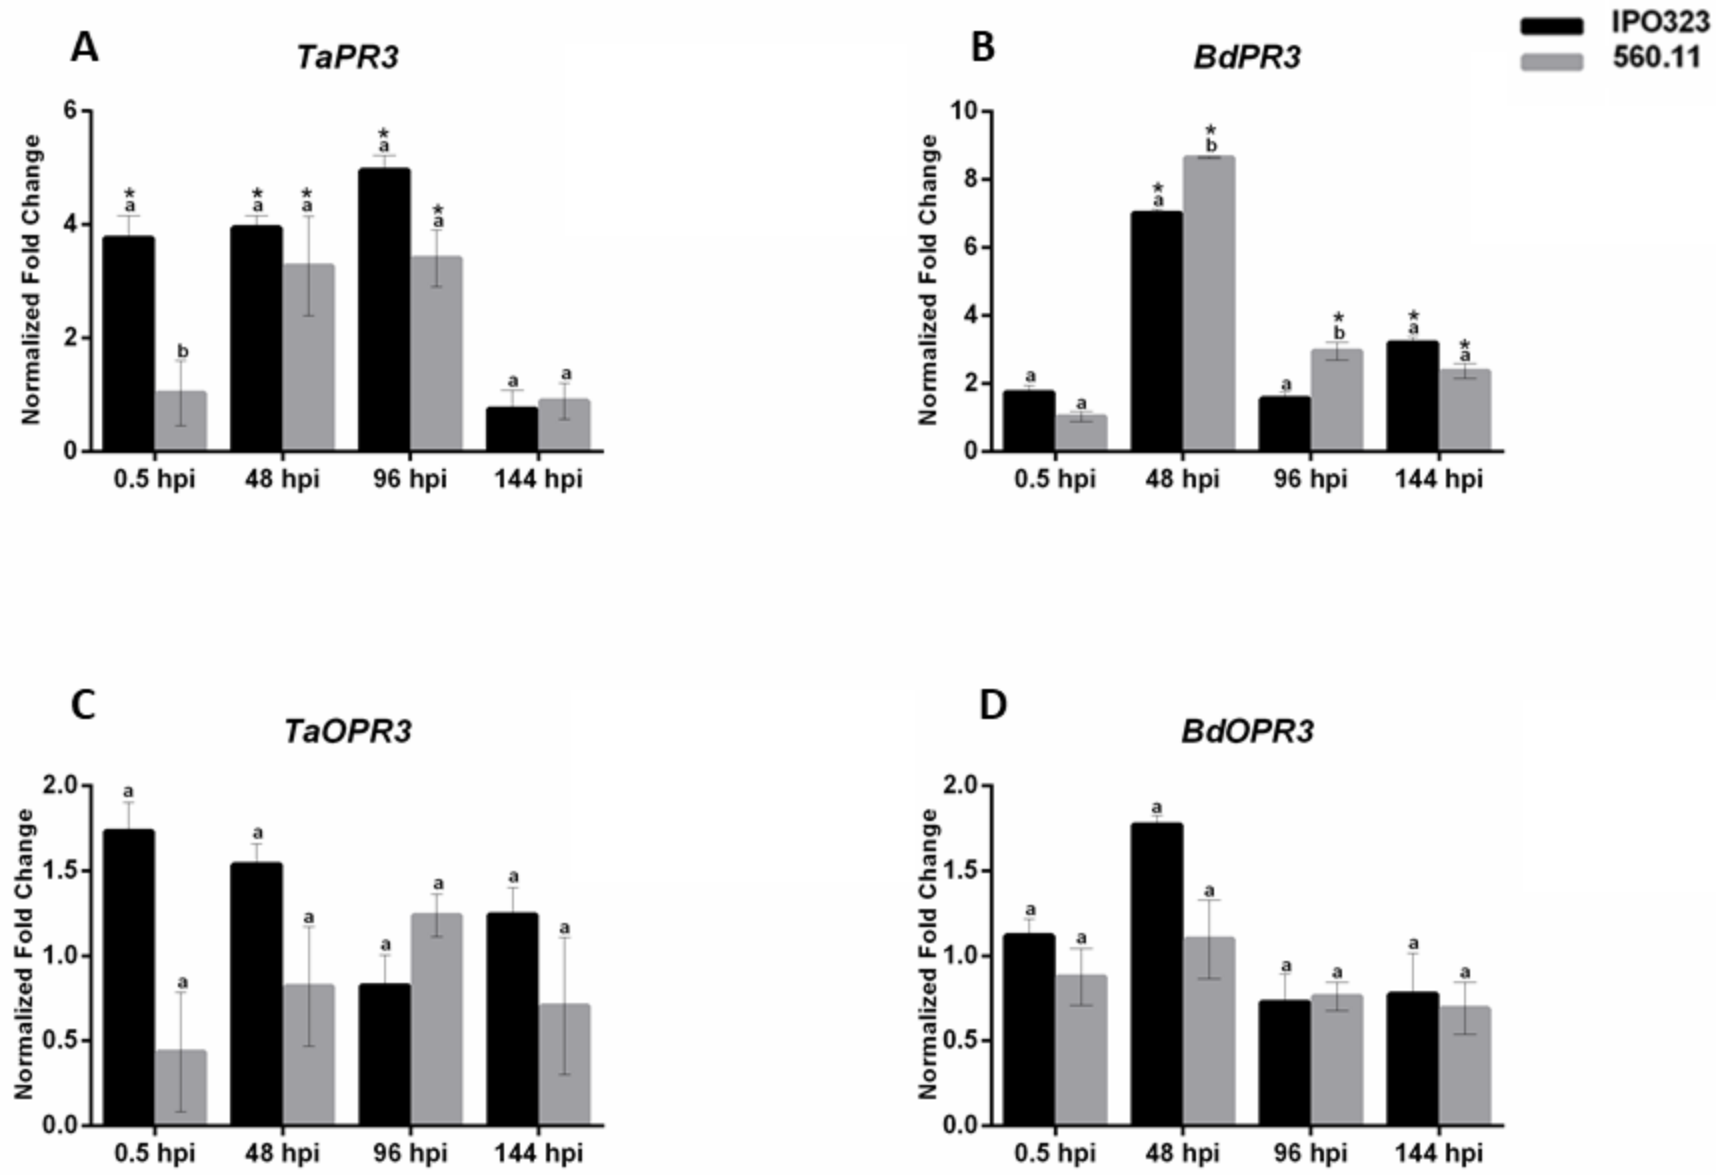 IPO323
560.11
A
TaPR3
Normalized Fold Change
6
4
2
0
* a
b
* a
* a
* a
* a
a
a
0.5 hpi 48 hpi 96 hpi 144 hpi
B
BdPR3
Normalized Fold Change
10
8
6
4
2
0
a
a
* a
* b
a
* b
* a
* a
0.5 hpi 48 hpi 96 hpi 144 hpi
C
TaOPR3
Normalized Fold Change
2.0
1.5
1.0
0.5
0.0
a
a
a
a
a
a
a
a
0.5 hpi 48 hpi 96 hpi 144 hpi
D
BdOPR3
Normalized Fold Change
2.0
1.5
1.0
0.5
0.0
a
a
a
a
a
a
a
a
0.5 hpi 48 hpi 96 hpi 144 hpi